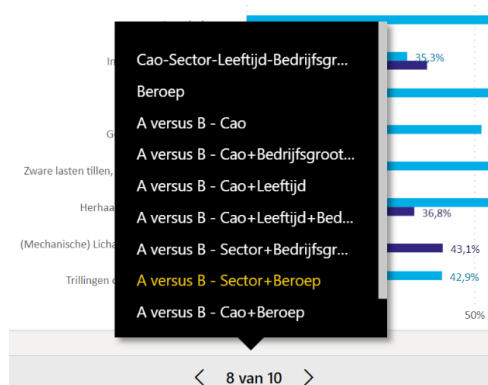 Cao-Sector-Leeftijd-Bedrijfsgr...
Beroep
A versus B - Cao
A versus B - Cao+Bedrijfsgroot...
A versus B - Cao+Leeftijd
A versus B - Cao+Leeftijd+Bed...
A versus B - Sector+Bedrijfsgr...
A versus B - Sector+Beroep
A versus B - Cao+Beroep
35,3%
Zware lasten tillen,
Herhaa
36,8%
(Mechanische) Licha
43,1%
Trillingen
42,9%
50%
8 van 10